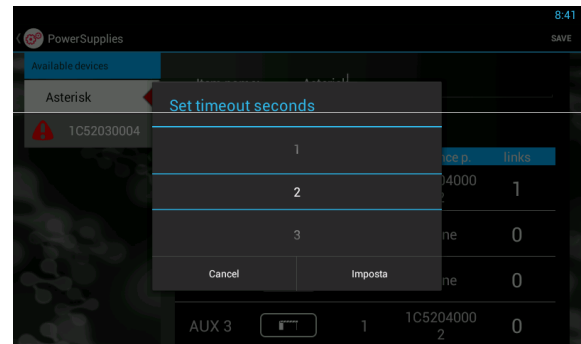 8:41
PowerSupplies
SAVE
Available devices
Asterisk
1C52030004
Set timeout seconds
1
2
3
Cancel
Imposta
links
1
0
0
AUX 3
1
1C5204000
2
0